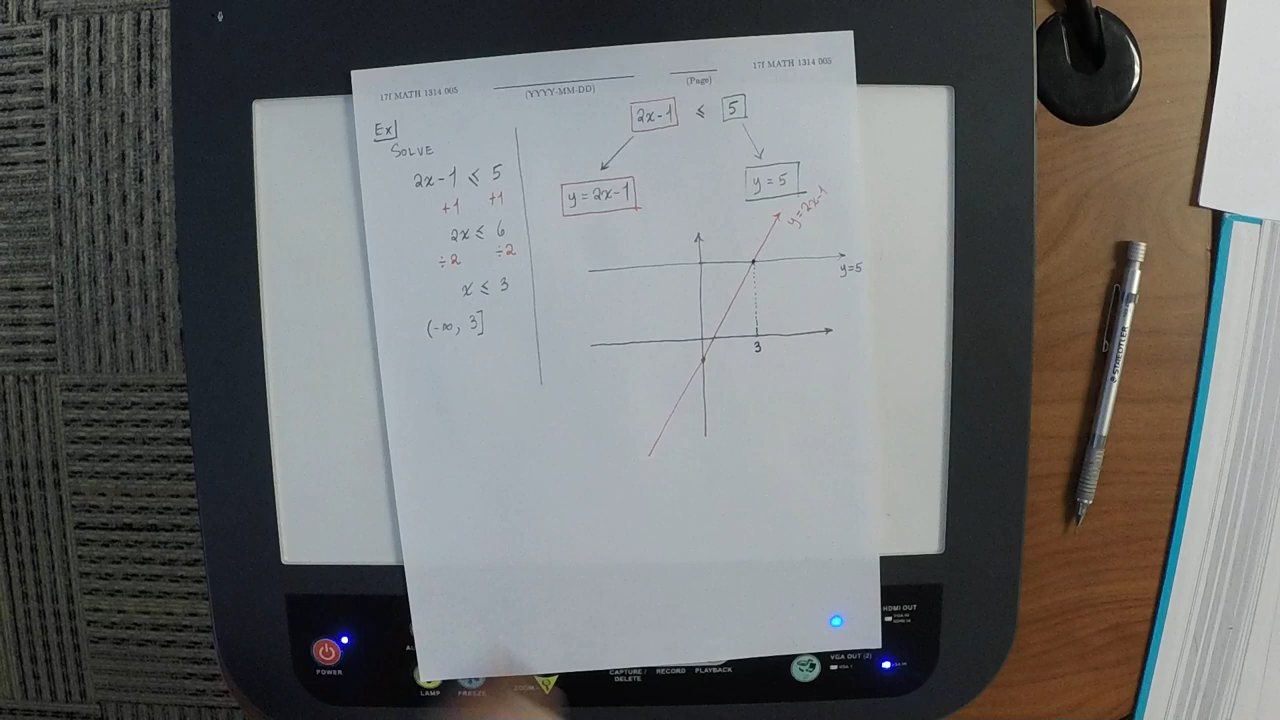 17f MATH 1314 005
(YYYY-MM-DD)
(Page)
17f MATH 1314 005
Ex
SOLVE
2x-1 ≤ 5
+1 +1
2x ≤ 6
÷2 ÷2
x ≤ 3
(-∞, 3]
2x-1 ≤ 5
y = 2x-1
y = 5
y=2x-1
y=5
3
STAEDTLER
POWER
LAMP
FREEZE
ZOOM
CAPTURE / DELETE
RECORD
PLAYBACK
HDMI OUT
VGA OUT (2)
VGA 1